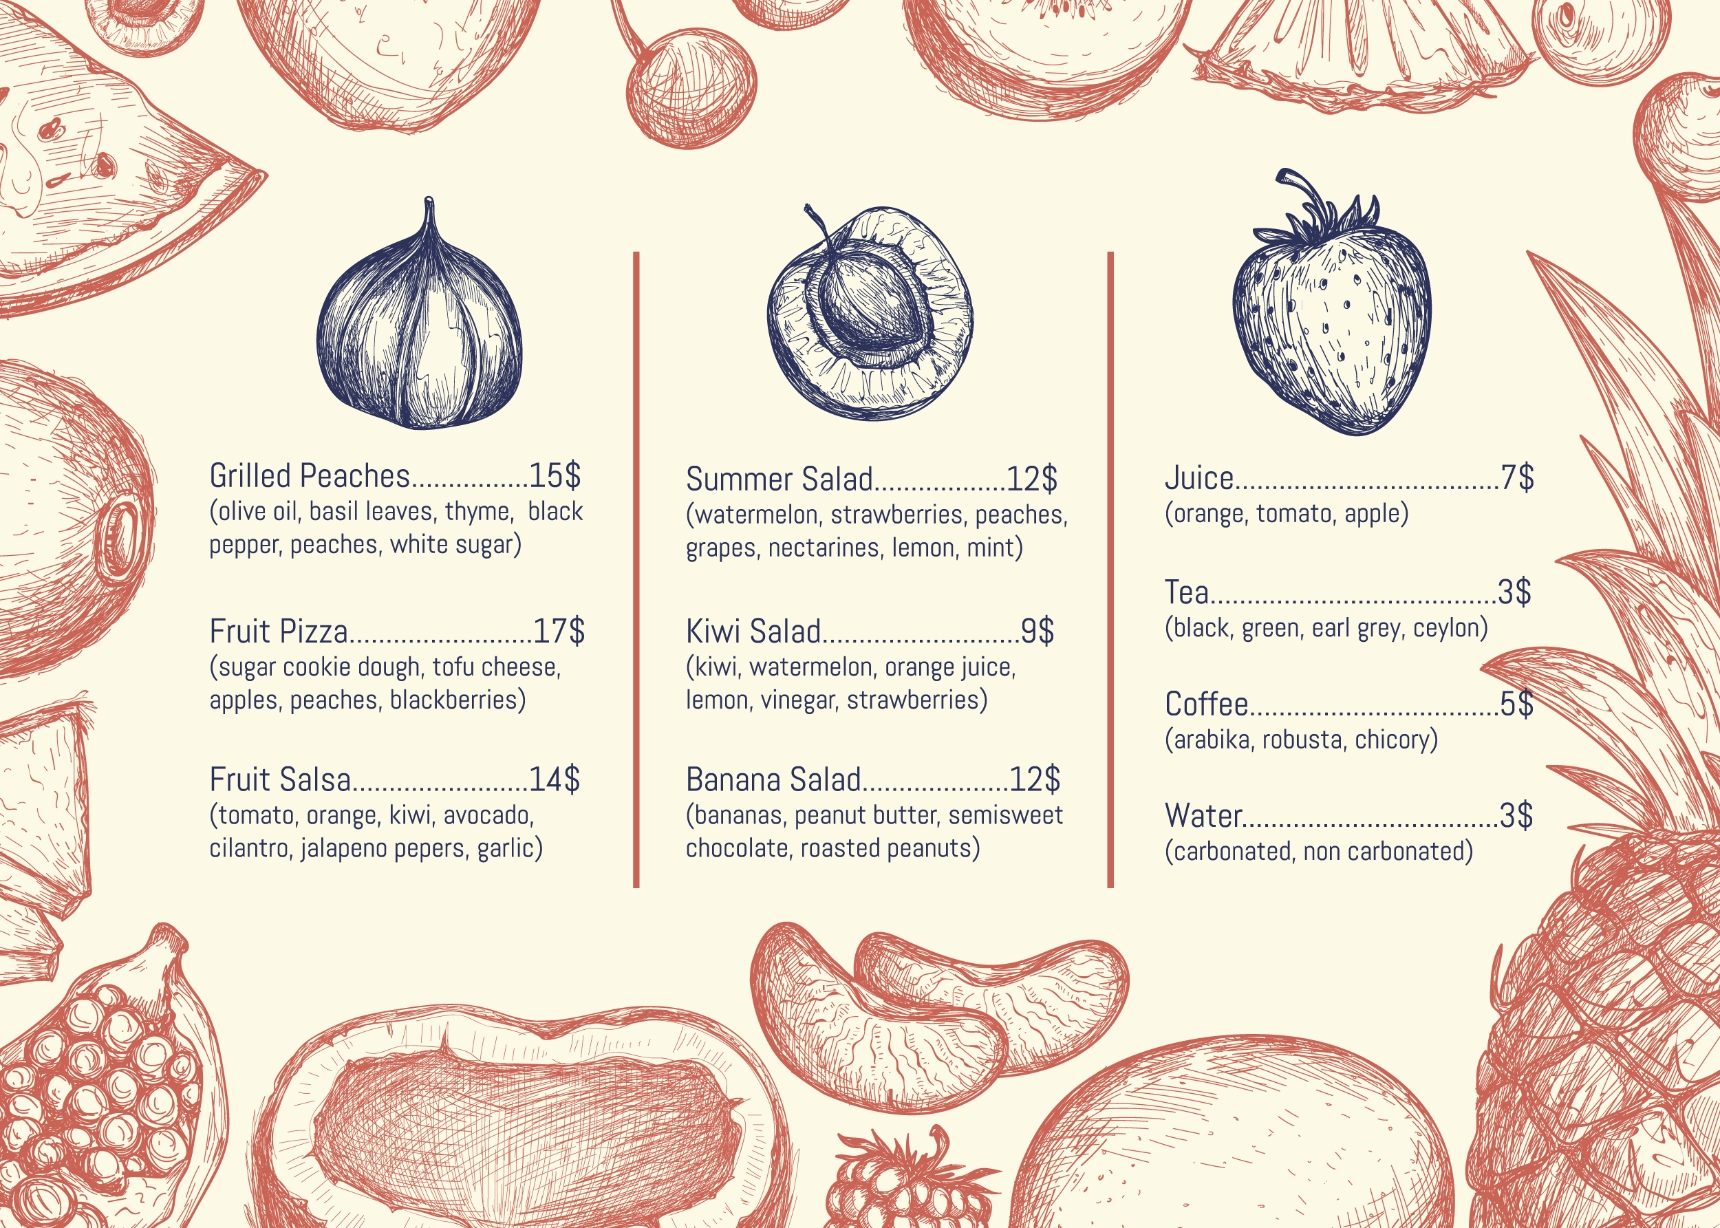 Grilled Peaches................15$
(olive oil, basil leaves, thyme,  black
pepper, peaches, white sugar)
Fruit Pizza.........................17$
(sugar cookie dough, tofu cheese,
apples, peaches, blackberries)
Fruit Salsa........................14$
(tomato, orange, kiwi, avocado,
cilantro, jalapeno pepers, garlic)
Summer Salad..................12$
(watermelon, strawberries, peaches,
grapes, nectarines, lemon, mint)
Kiwi Salad...........................9$
(kiwi, watermelon, orange juice,
lemon, vinegar, strawberries)
Banana Salad....................12$
(bananas, peanut butter, semisweet
chocolate, roasted peanuts)
Juice....................................7$
(orange, tomato, apple)
Tea.......................................3$
(black, green, earl grey, ceylon)
Coffee..................................5$
(arabika, robusta, chicory)
Water...................................3$
(carbonated, non carbonated)